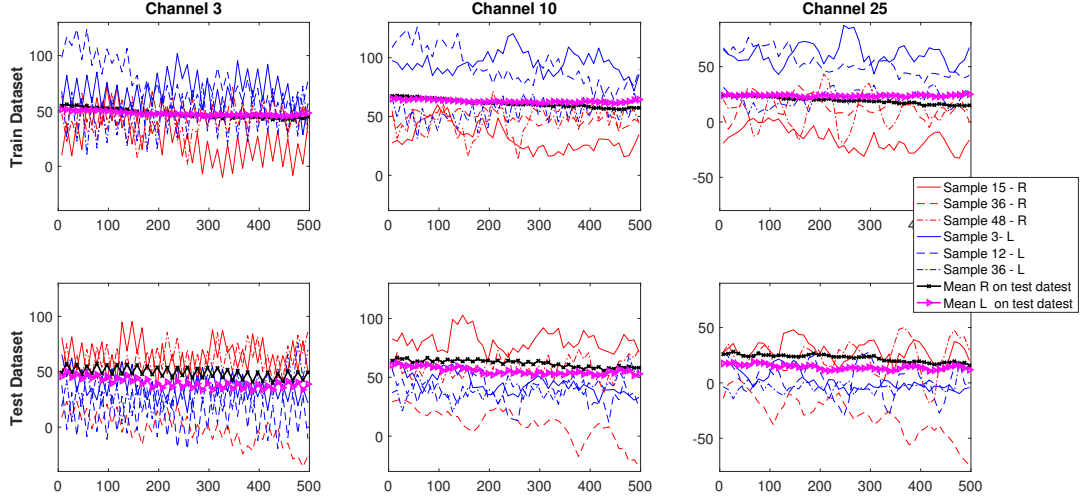 Channel 3
Channel 10
Channel 25
Train Dataset
100
50
0
0 100 200 300 400 500
100
50
0
0 100 200 300 400 500
50
0
-50
0 100 200 300 400 500
Sample 15 - R
Sample 36 - R
Sample 48 - R
Sample 3- L
Sample 12 - L
Sample 36 - L
Mean R on test datest
Mean L on test datest
Test Dataset
100
50
0
0 100 200 300 400 500
100
50
0
0 100 200 300 400 500
50
0
-50
0 100 200 300 400 500